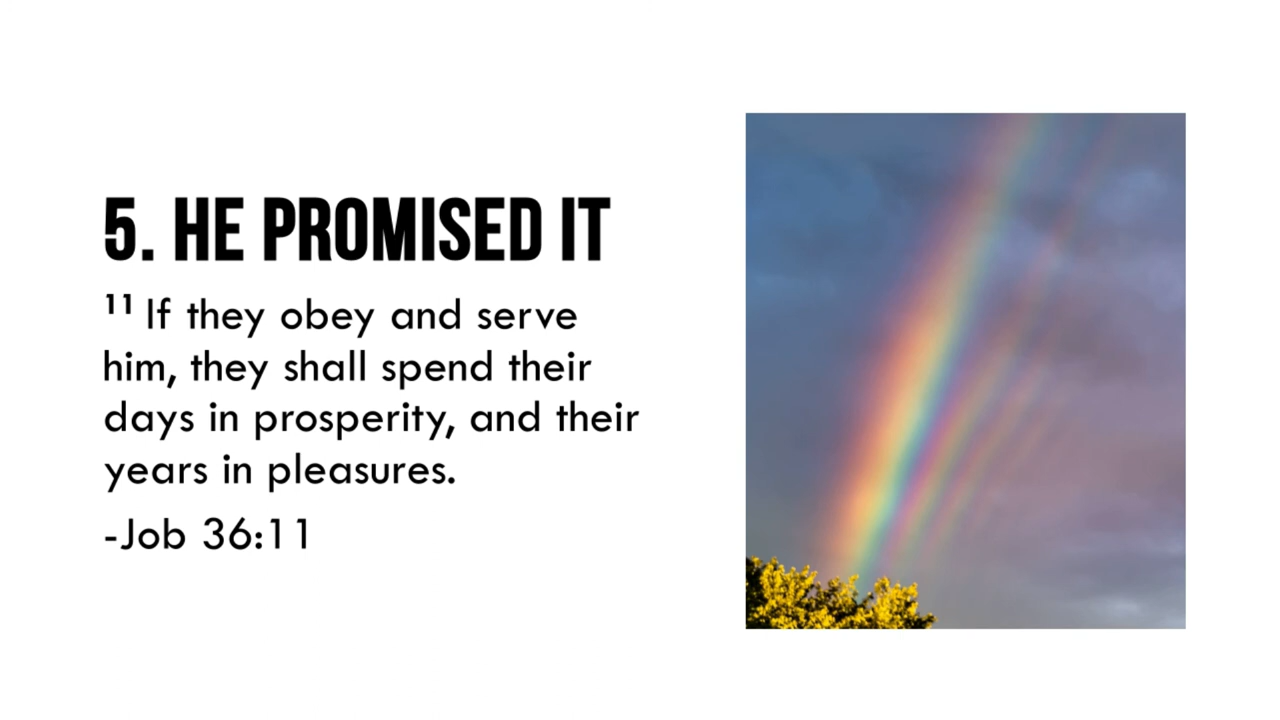 5. HE PROMISED IT
¹¹ If they obey and serve
him, they shall spend their
days in prosperity, and their
years in pleasures.
-Job 36:11